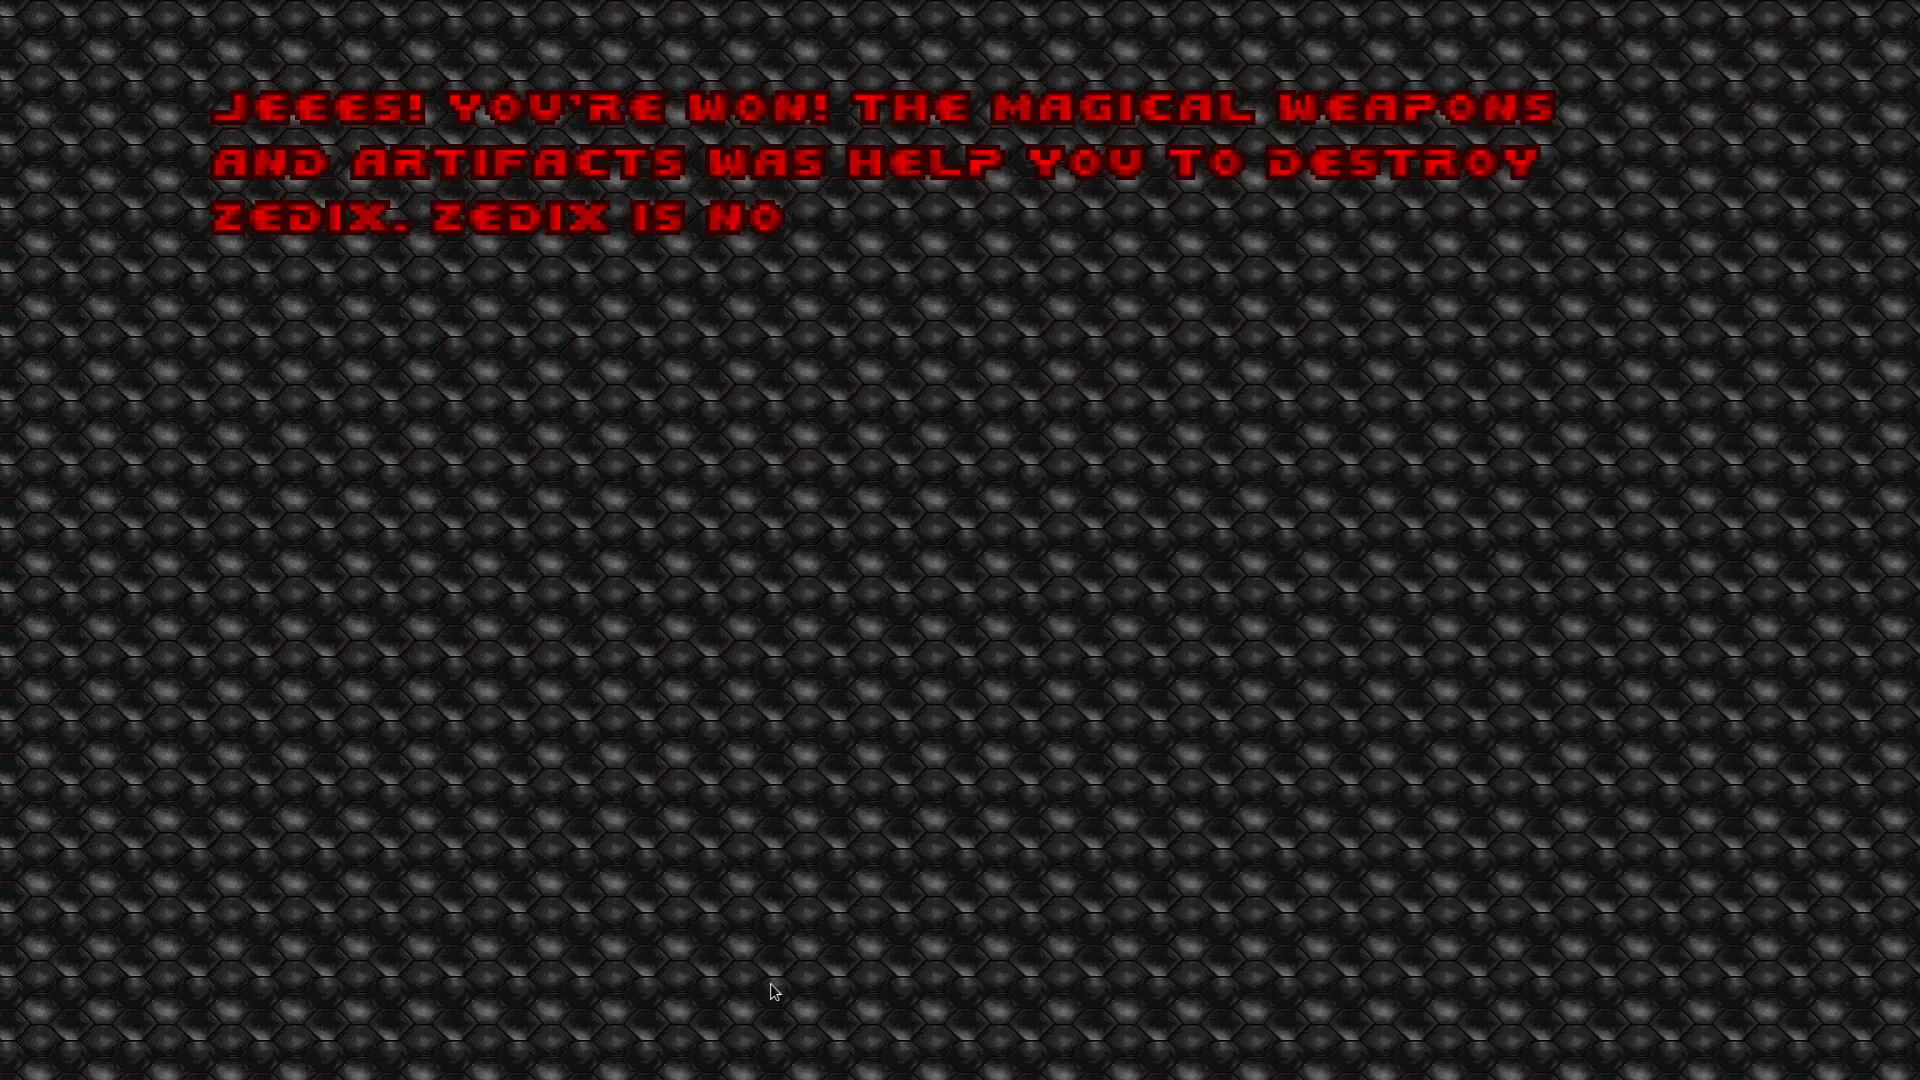 JEEES! YOU'RE WON! THE MAGICAL WEAPONS
AND ARTIFACTS WAS HELP YOU TO DESTROY
ZEDIX. ZEDIX IS NO